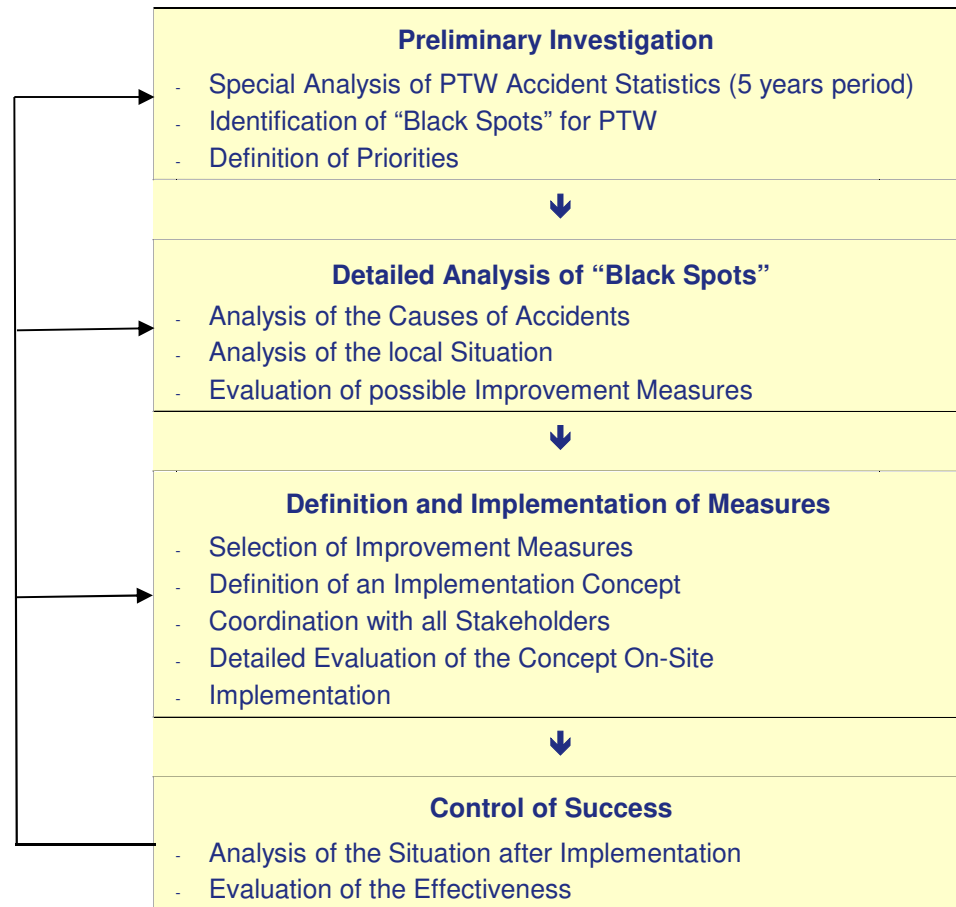 Preliminary Investigation
- Special Analysis of PTW Accident Statistics (5 years period)
- Identification of “Black Spots” for PTW
- Definition of Priorities
Detailed Analysis of “Black Spots”
- Analysis of the Causes of Accidents
- Analysis of the local Situation
- Evaluation of possible Improvement Measures
Definition and Implementation of Measures
- Selection of Improvement Measures
- Definition of an Implementation Concept
- Coordination with all Stakeholders
- Detailed Evaluation of the Concept On-Site
- Implementation
Control of Success
- Analysis of the Situation after Implementation
- Evaluation of the Effectiveness